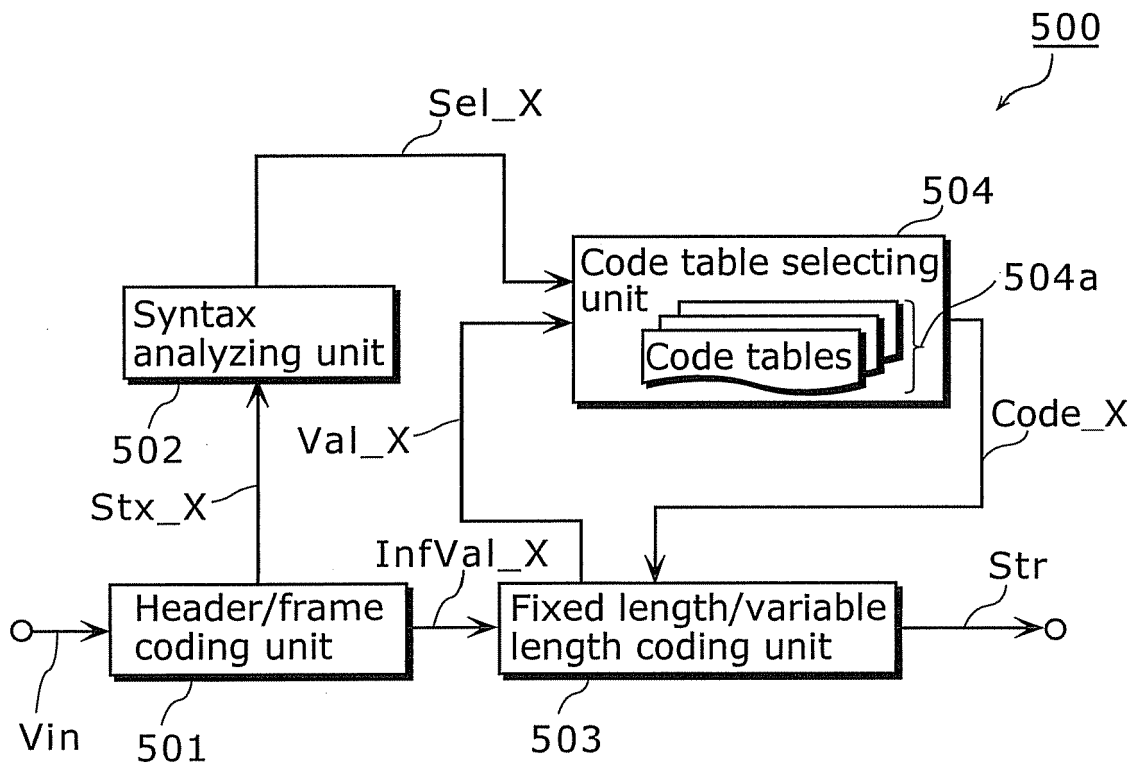 500
Sel_X
504
Code table selecting
unit
504a
Code tables
Syntax
analyzing unit
502
Val_X
Code_X
Stx_X
InfVal_X
Str
Header/frame
coding unit
Fixed length/variable
length coding unit
Vin
501
503